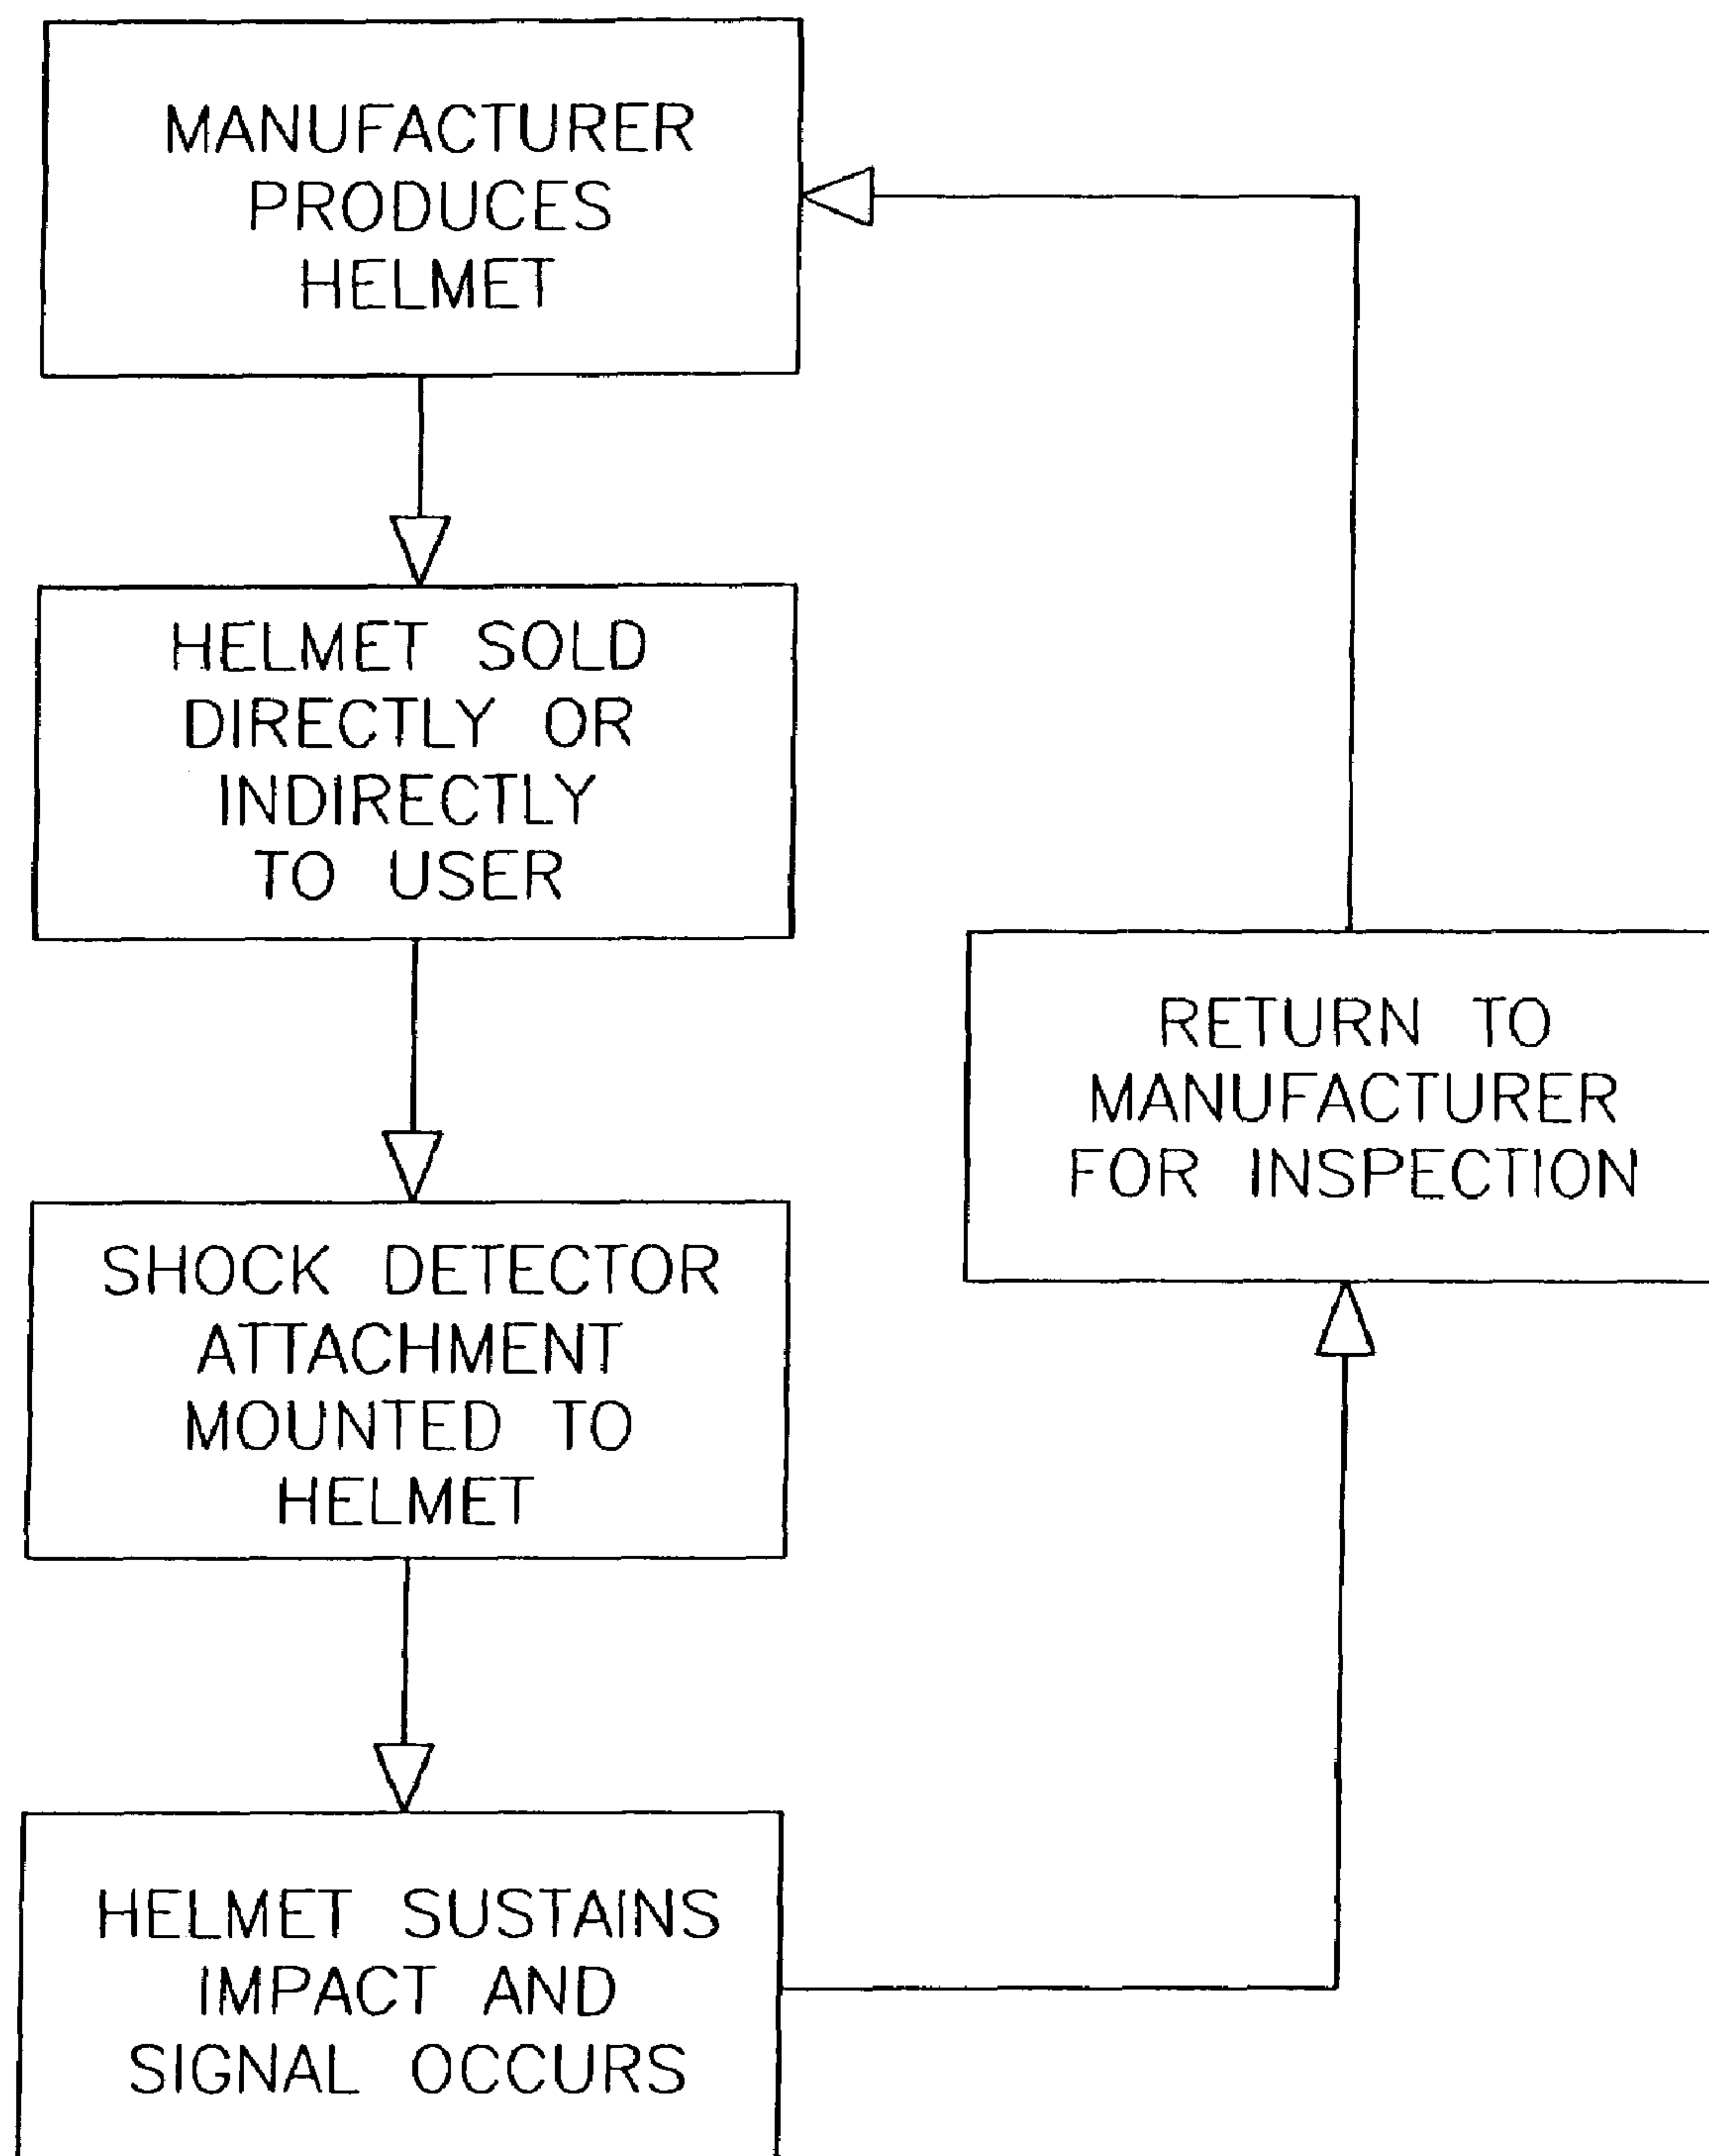 MANUFACTURER
PRODUCES
HELMET
HELMET SOLD
DIRECTLY OR
INDIRECTLY
TO USER
SHOCK DETECTOR
ATTACHMENT
MOUNTED TO
HELMET
HELMET SUSTAINS
IMPACT AND
SIGNAL OCCURS
RETURN TO
MANUFACTURER
FOR INSPECTION